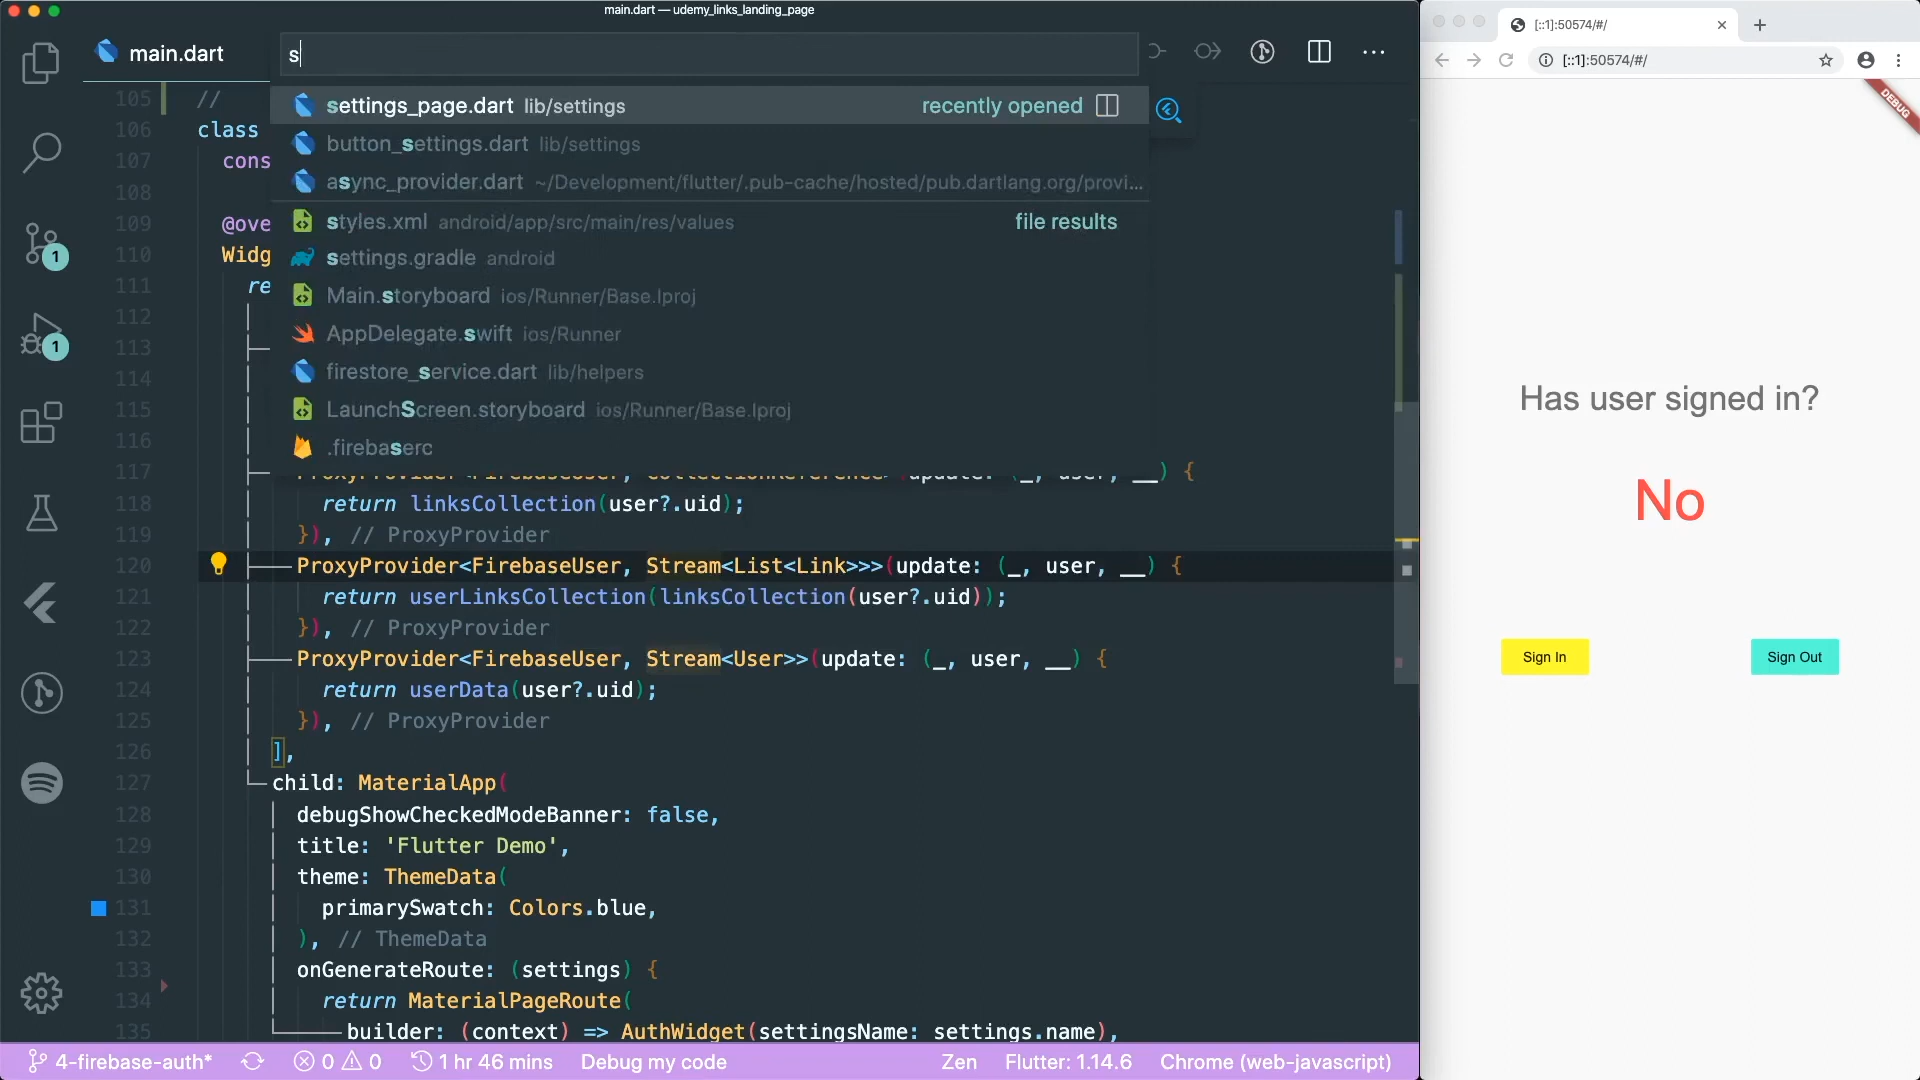 main.dart — udemy_links_landing_page
main.dart
s
settings_page.dart lib/settings recently opened
button_settings.dart lib/settings
async_provider.dart ~/Development/flutter/.pub-cache/hosted/pub.dartlang.org/provi...
styles.xml android/app/src/main/res/values file results
settings.gradle android
Main.storyboard ios/Runner/Base.lproj
AppDelegate.swift ios/Runner
firestore_service.dart lib/helpers
LaunchScreen.storyboard ios/Runner/Base.lproj
.firebaserc
105 //
106 class
107 cons
108
109 @ove
110 Widg
111 re
112
113
114
115
116
117 ProxyProvider<FirebaseUser, CollectionReference>(update: (_, user, __) {
118 return linksCollection(user?.uid);
119 }), // ProxyProvider
120 ProxyProvider<FirebaseUser, Stream<List<Link>>>(update: (_, user, __) {
121 return userLinksCollection(linksCollection(user?.uid));
122 }), // ProxyProvider
123 ProxyProvider<FirebaseUser, Stream<User>>(update: (_, user, __) {
124 return userData(user?.uid);
125 }), // ProxyProvider
126 ],
127 child: MaterialApp(
128 debugShowCheckedModeBanner: false,
129 title: 'Flutter Demo',
130 theme: ThemeData(
131 primarySwatch: Colors.blue,
132 ), // ThemeData
133 onGenerateRoute: (settings) {
134 return MaterialPageRoute(
135 builder: (context) => AuthWidget(settingsName: settings.name),
1
1
4-firebase-auth* 0 0 1 hr 46 mins Debug my code Zen Flutter: 1.14.6 Chrome (web-javascript)
[::1]:50574/#/
[::1]:50574/#/
DEBUG
Has user signed in?
No
Sign In Sign Out